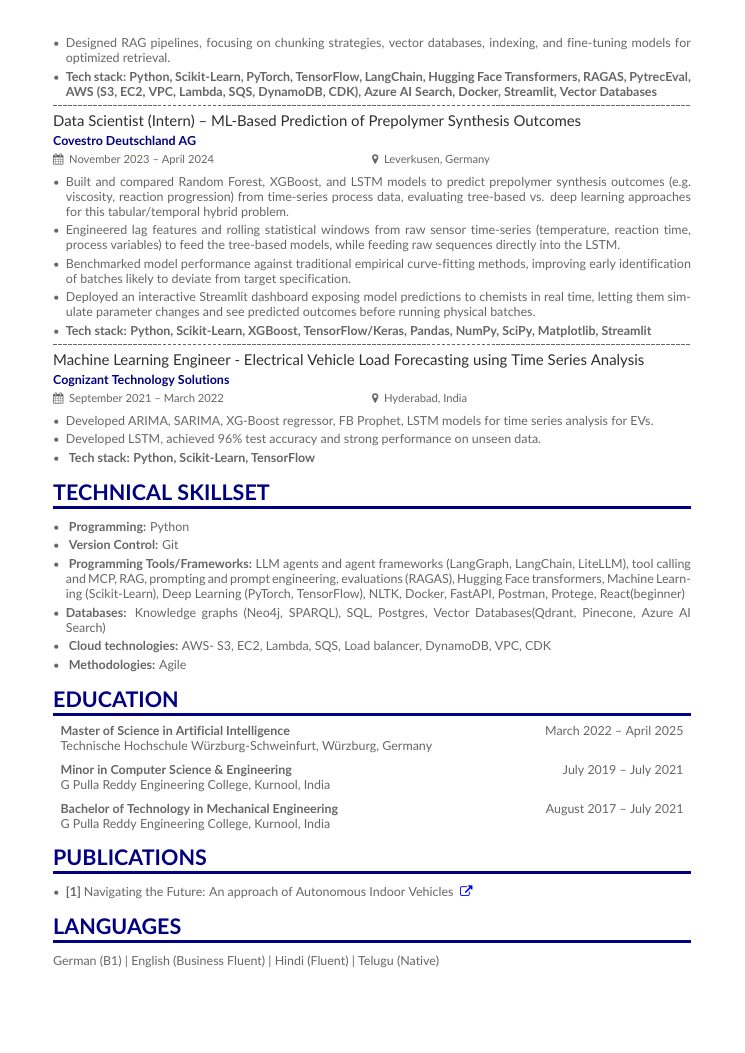 • Designed RAG pipelines, focusing on chunking strategies, vector databases, indexing, and fine-tuning models for
optimized retrieval.
• Tech stack: Python, Scikit-Learn, PyTorch, TensorFlow, LangChain, Hugging Face Transformers, RAGAS, PytrecEval,
AWS (S3, EC2, VPC, Lambda, SQS, DynamoDB, CDK), Azure AI Search, Docker, Streamlit, Vector Databases
Data Scientist (Intern) – ML-Based Prediction of Prepolymer Synthesis Outcomes
Covestro Deutschland AG
November 2023 – April 2024 Leverkusen, Germany
• Built and compared Random Forest, XGBoost, and LSTM models to predict prepolymer synthesis outcomes (e.g.
viscosity, reaction progression) from time-series process data, evaluating tree-based vs. deep learning approaches
for this tabular/temporal hybrid problem.
• Engineered lag features and rolling statistical windows from raw sensor time-series (temperature, reaction time,
process variables) to feed the tree-based models, while feeding raw sequences directly into the LSTM.
• Benchmarked model performance against traditional empirical curve-fitting methods, improving early identification
of batches likely to deviate from target specification.
• Deployed an interactive Streamlit dashboard exposing model predictions to chemists in real time, letting them sim-
ulate parameter changes and see predicted outcomes before running physical batches.
• Tech stack: Python, Scikit-Learn, XGBoost, TensorFlow/Keras, Pandas, NumPy, SciPy, Matplotlib, Streamlit
Machine Learning Engineer - Electrical Vehicle Load Forecasting using Time Series Analysis
Cognizant Technology Solutions
September 2021 – March 2022 Hyderabad, India
• Developed ARIMA, SARIMA, XG-Boost regressor, FB Prophet, LSTM models for time series analysis for EVs.
• Developed LSTM, achieved 96% test accuracy and strong performance on unseen data.
• Tech stack: Python, Scikit-Learn, TensorFlow
TECHNICAL SKILLSET
• Programming: Python
• Version Control: Git
• Programming Tools/Frameworks: LLM agents and agent frameworks (LangGraph, LangChain, LiteLLM), tool calling
and MCP, RAG, prompting and prompt engineering, evaluations (RAGAS), Hugging Face transformers, Machine Learn-
ing (Scikit-Learn), Deep Learning (PyTorch, TensorFlow), NLTK, Docker, FastAPI, Postman, Protege, React(beginner)
• Databases: Knowledge graphs (Neo4j, SPARQL), SQL, Postgres, Vector Databases(Qdrant, Pinecone, Azure AI
Search)
• Cloud technologies: AWS- S3, EC2, Lambda, SQS, Load balancer, DynamoDB, VPC, CDK
• Methodologies: Agile
EDUCATION
Master of Science in Artificial Intelligence March 2022 – April 2025
Technische Hochschule Würzburg-Schweinfurt, Würzburg, Germany
Minor in Computer Science & Engineering July 2019 – July 2021
G Pulla Reddy Engineering College, Kurnool, India
Bachelor of Technology in Mechanical Engineering August 2017 – July 2021
G Pulla Reddy Engineering College, Kurnool, India
PUBLICATIONS
• [1] Navigating the Future: An approach of Autonomous Indoor Vehicles
LANGUAGES
German (B1) | English (Business Fluent) | Hindi (Fluent) | Telugu (Native)